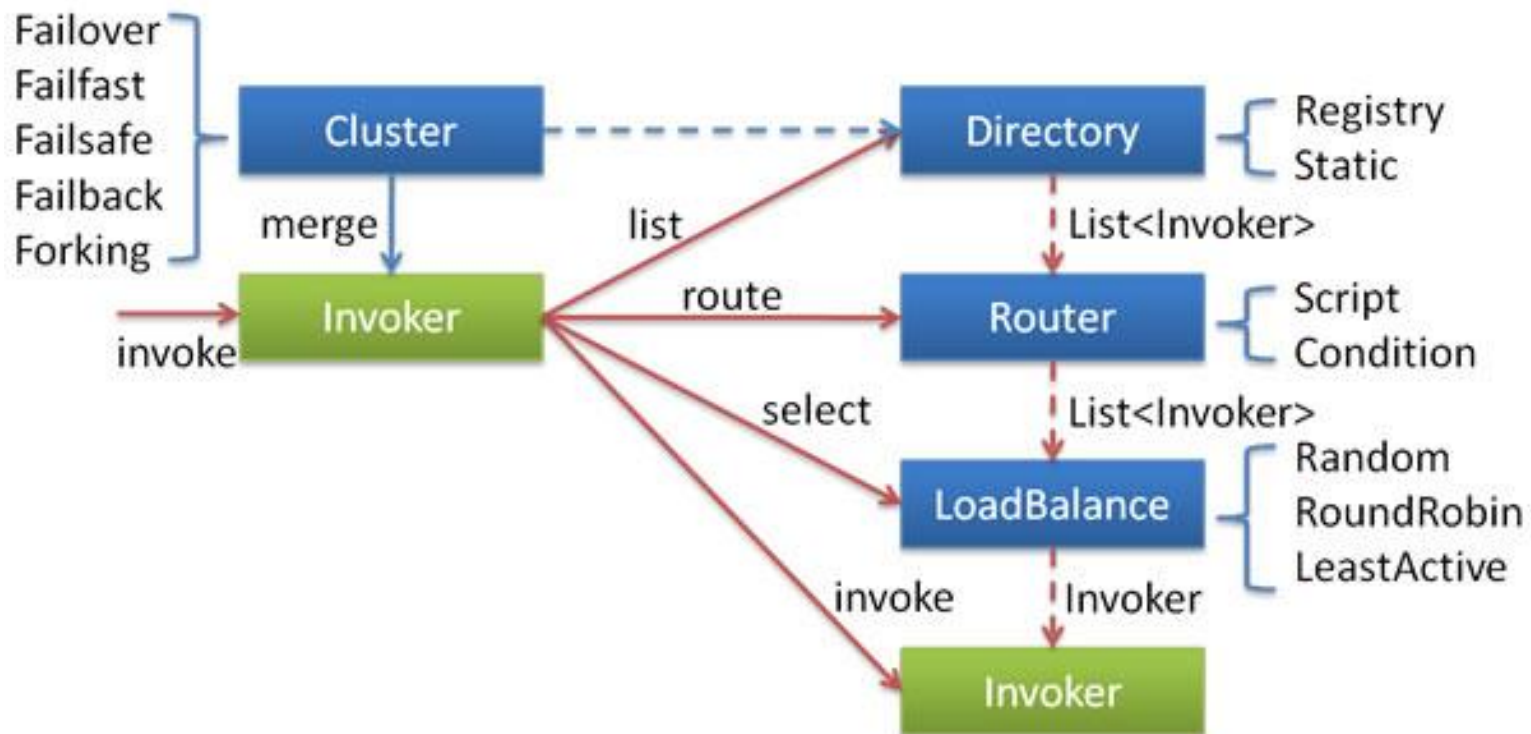 Failover
Failfast
Failsafe
Failback
Forking
Cluster
merge
invoke
Invoker
list
route
select
invoke
Directory
Registry
Static
List<Invoker>
Router
Script
Condition
List<Invoker>
LoadBalance
Random
RoundRobin
LeastActive
Invoker
Invoker